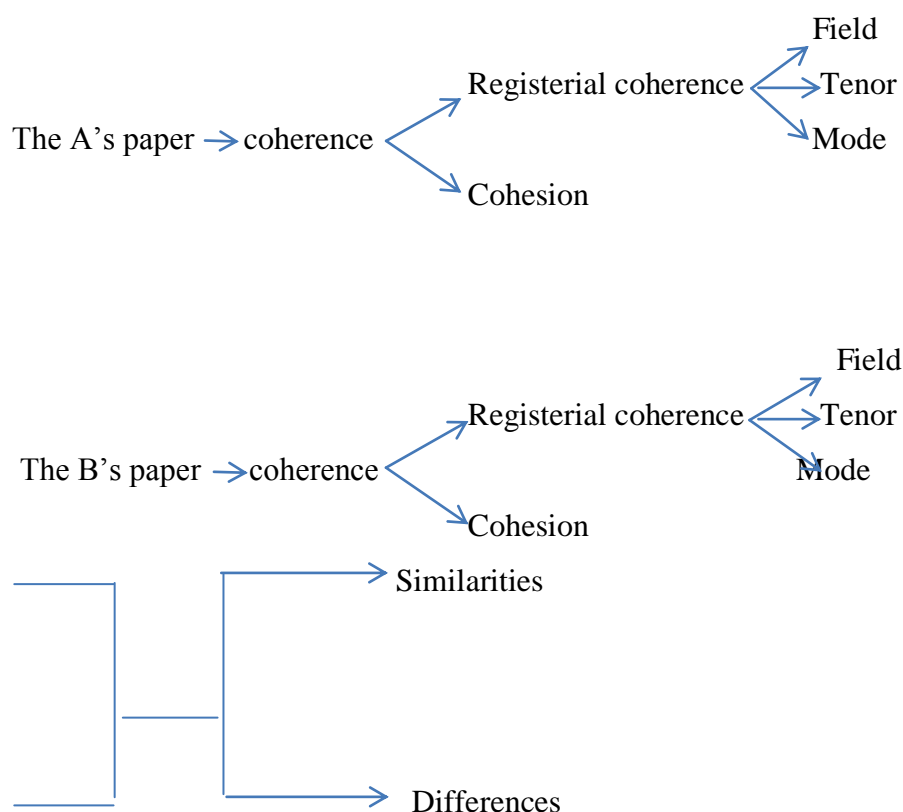 Field
Registerial coherence Tenor
The A’s paper coherence Mode
Cohesion
Field
Registerial coherence Tenor
The B’s paper coherence Mode
Cohesion
Similarities
Differences